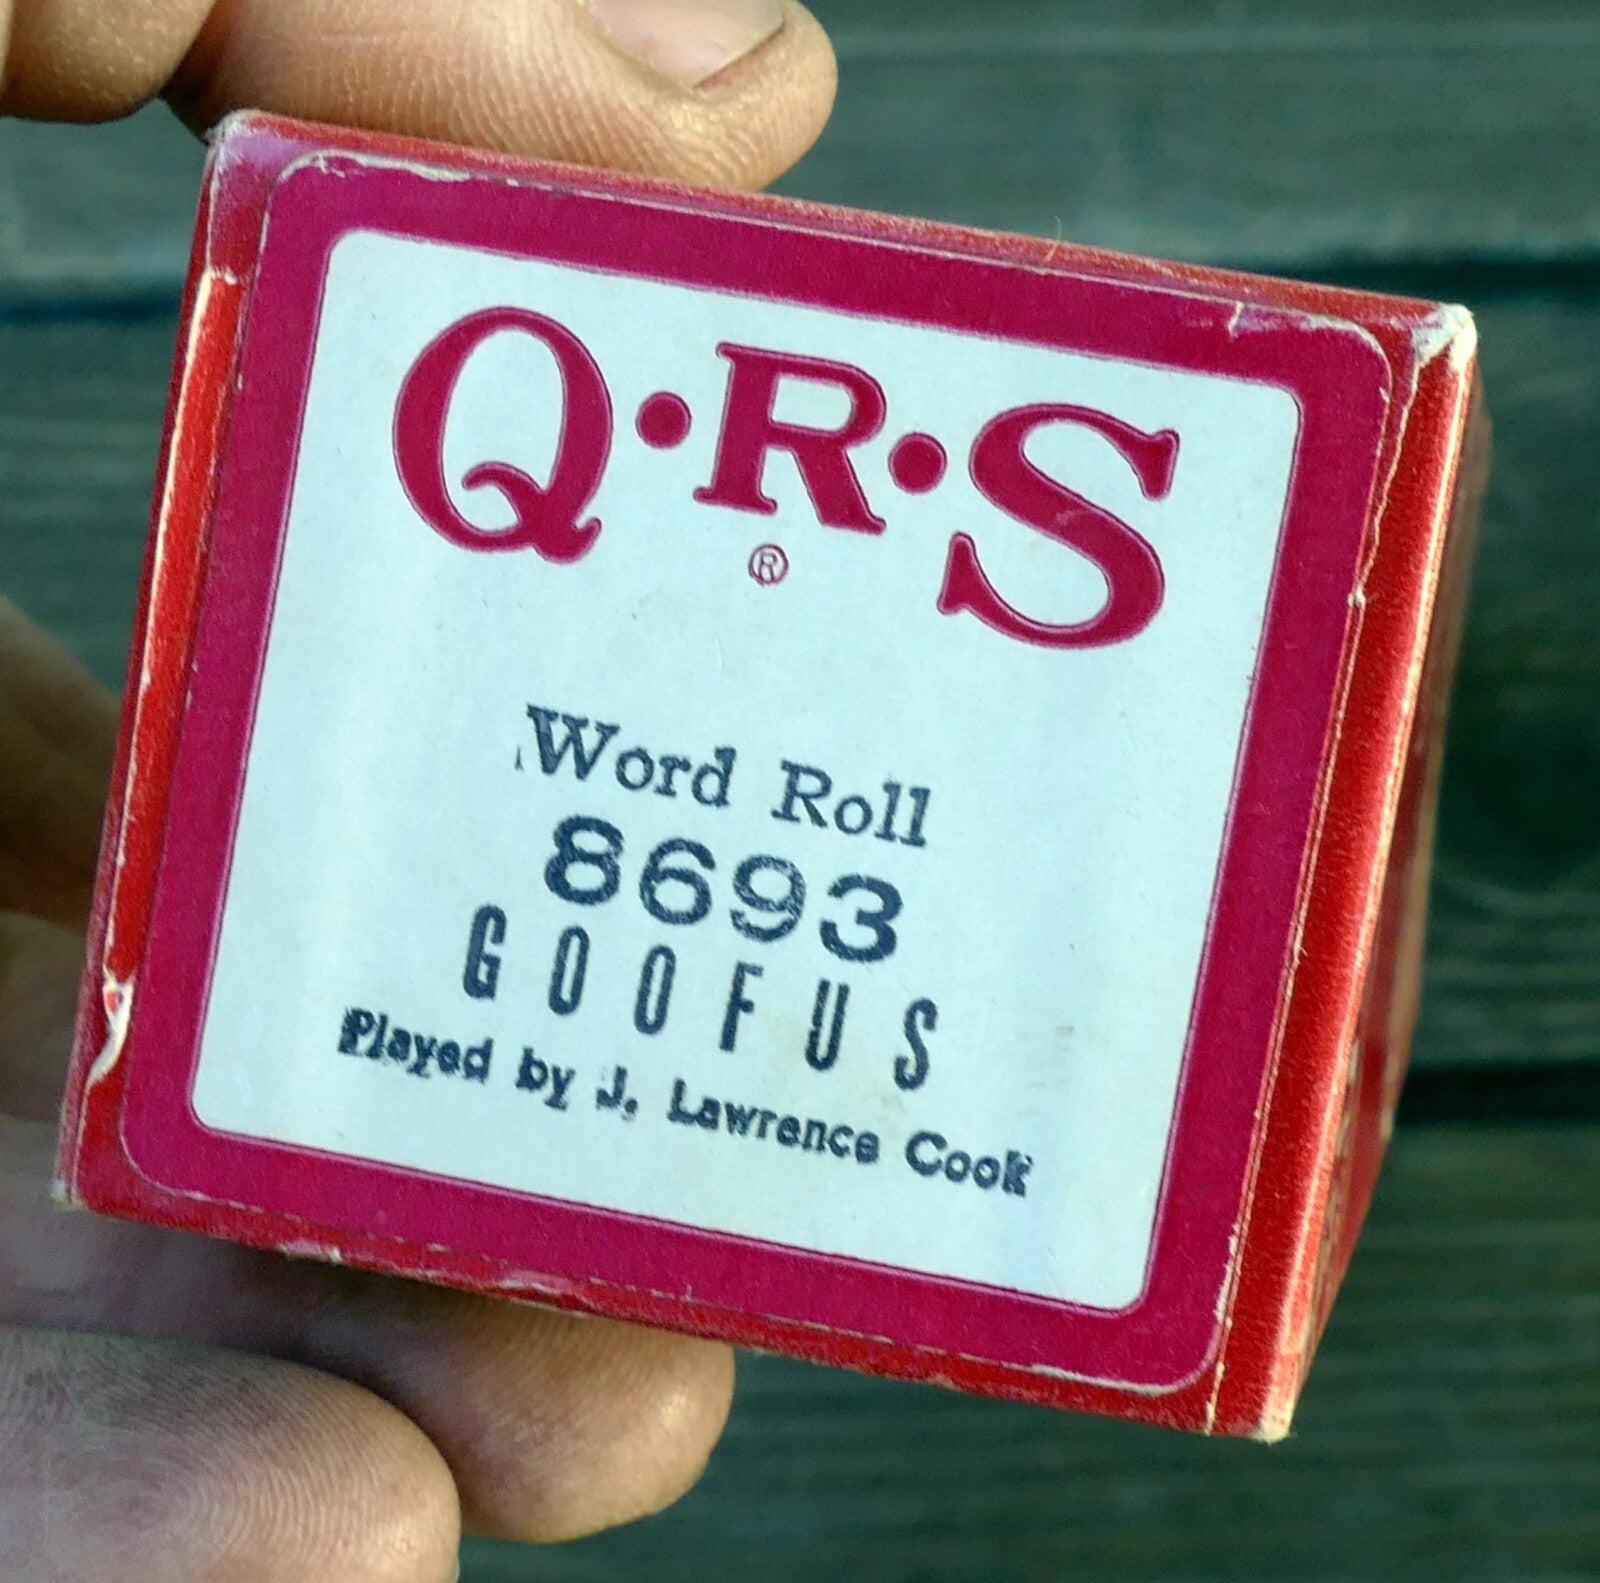 Q·R·S
®
Word Roll
8693
GOOFUS
Played by J. Lawrence Cook